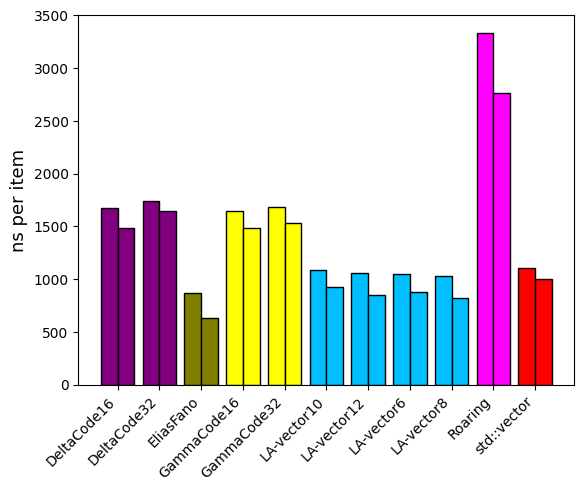 3500
3000
2500
2000
1500
1000
500
0
ns per item
DeltaCode16
DeltaCode32
EliasFano
GammaCode16
GammaCode32
LA-vector10
LA-vector12
LA-vector6
LA-vector8
Roaring
std::vector